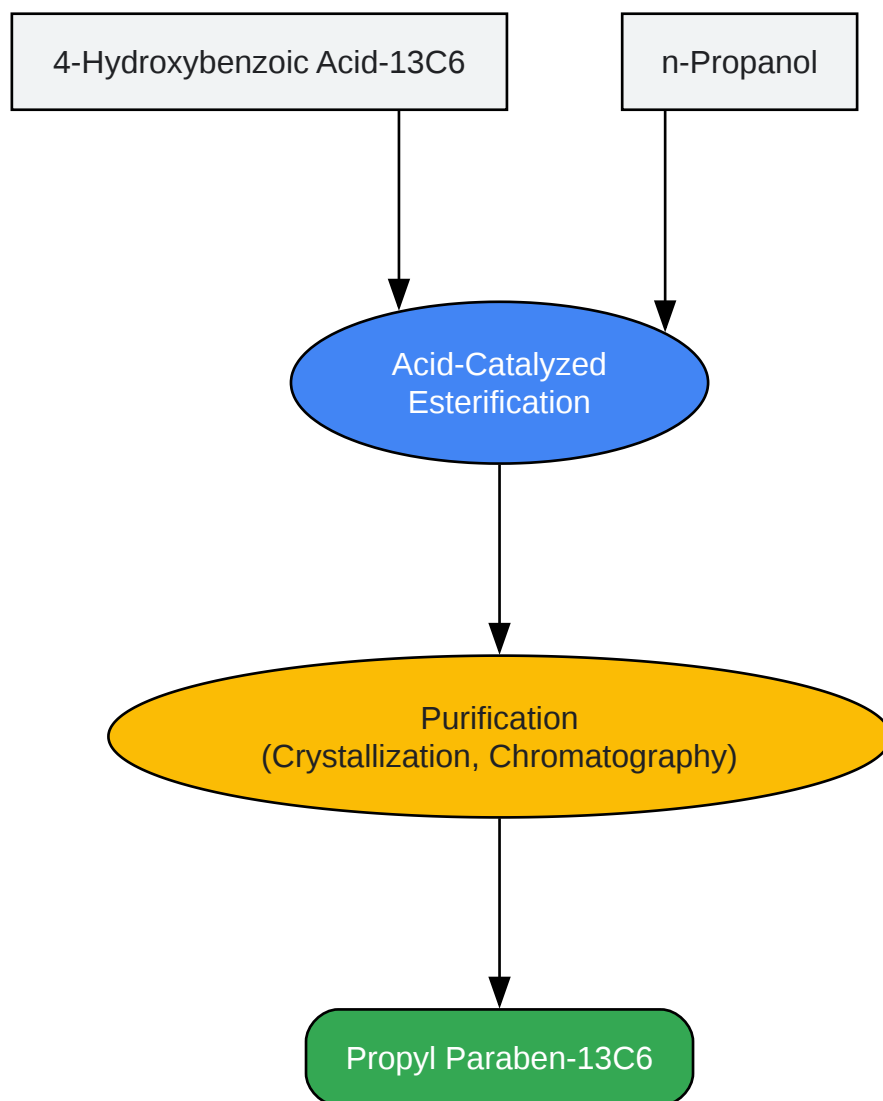 4-Hydroxybenzoic Acid-13C6
n-Propanol
Acid-Catalyzed
Esterification
Purification
(Crystallization, Chromatography)
Propyl Paraben-13C6